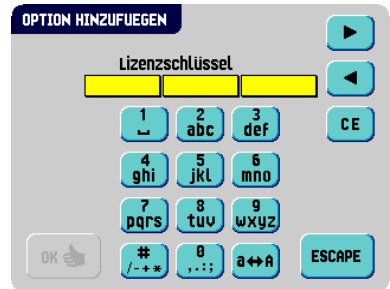 OPTION HINZUFUEGEN
Lizenzschlüssel
1 2 abc 3 def
CE
4 ghi 5 jkl 6 mno
7 pqrs 8 tuv 9 wxyz
OK # /-+* 0 ,.:; a↔A ESCAPE